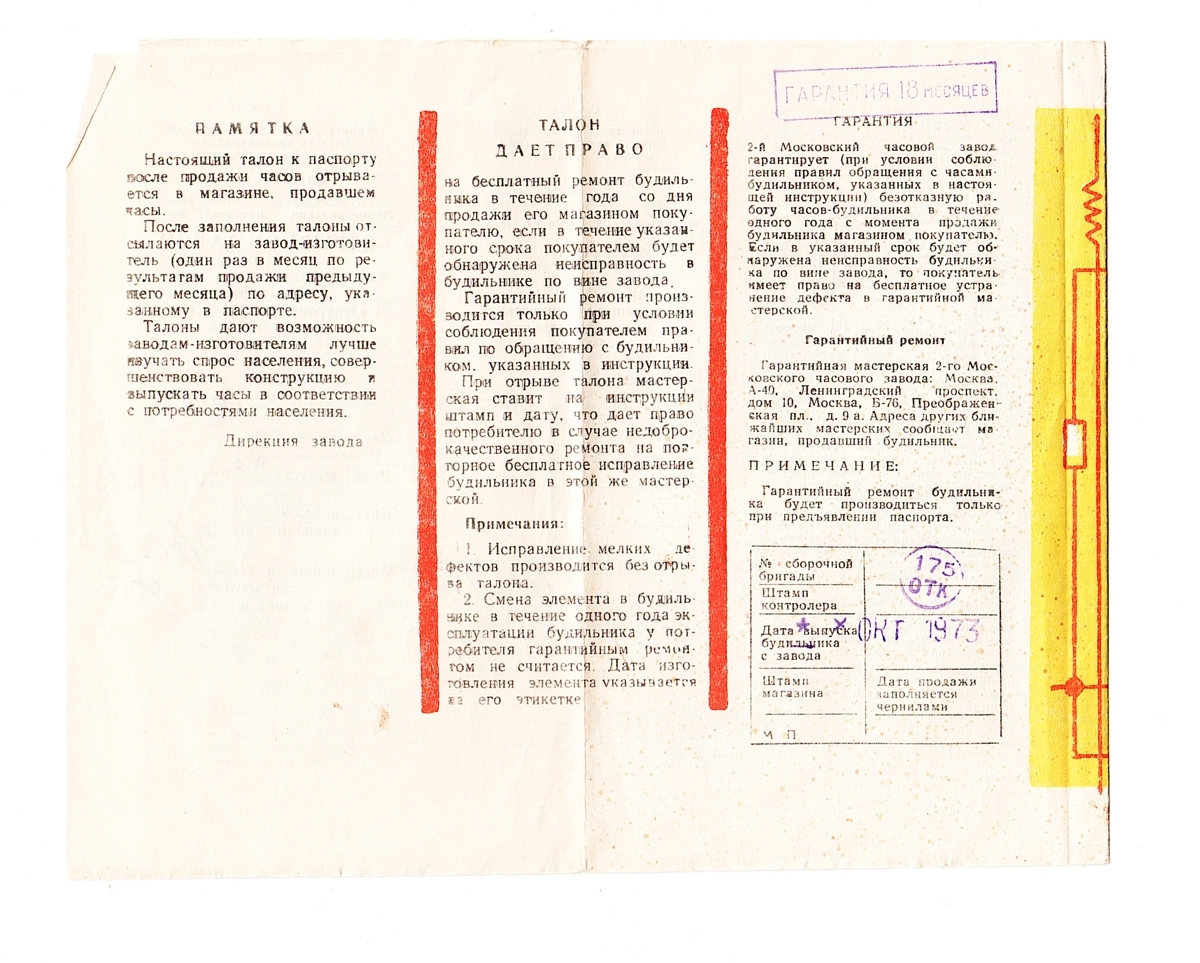 ПАМЯТКА
Настоящий талон к паспорту
после продажи часов отрыва-
ется в магазине, продавшем
часы.
После заполнения талоны от-
сылаются на завод-изготови-
тель (один раз в месяц по ре-
зультатам продажи предыду-
щего месяца) по адресу, ука-
занному в паспорте.
Талоны дают возможность
заводам-изготовителям лучше
изучать спрос населения, совер-
шенствовать конструкцию и
выпускать часы в соответствии
с потребностями населения.
Дирекция завода
ТАЛОН
ДАЕТ ПРАВО
на бесплатный ремонт будиль-
ника в течение года со дня
продажи его магазином поку-
пателю, если в течение указан-
ного срока покупателем будет
обнаружена неисправность в
будильнике по вине завода.
Гарантийный ремонт произ-
водится только при условии
соблюдения покупателем пра-
вил по обращению с будильни-
ком, указанных в инструкции.
При отрыве талона мастер-
ская ставит на инструкции
штамп и дату, что дает право
потребителю в случае недобро-
качественного ремонта на пов-
торное бесплатное исправление
будильника в этой же мастер-
ской.
Примечания:
1. Исправление мелких де-
фектов производится без отры-
ва талона.
2. Смена элемента в будиль-
нике в течение одного года эк-
сплуатации будильника у пот-
ребителя гарантийным ремон-
том не считается. Дата изго-
товления элемента указывается
на его этикетке
ГАРАНТИЯ 18 МЕСЯЦЕВ
ГАРАНТИЯ
2-й Московский часовой завод
гарантирует (при условии соблю-
дения правил обращения с часами-
будильником, указанных в настоя-
щей инструкции) безотказную ра-
боту часов-будильника в течение
одного года с момента продажи
будильника магазином покупателю.
Если в указанный срок будет об-
наружена неисправность будильни-
ка по вине завода, то покупатель
имеет право на бесплатное устра-
нение дефекта в гарантийной ма-
стерской.
Гарантийный ремонт
Гарантийная мастерская 2-го Мос-
ковского часового завода: Москва,
А-40, Ленинградский проспект,
дом 10, Москва, Б-76, Преображен-
ская пл., д. 9 а. Адреса других бли-
жайших мастерских сообщает ма-
газин, продавший будильник.
ПРИМЕЧАНИЕ:
Гарантийный ремонт будильни-
ка будет производиться только
при предъявлении паспорта.
№ сборочной
бригады
175
ОТК
Штамп
контролера
Дата выпуска
будильника
с завода
ОКТ 1973
Штамп
магазина
Дата продажи
заполняется
чернилами
М. П.